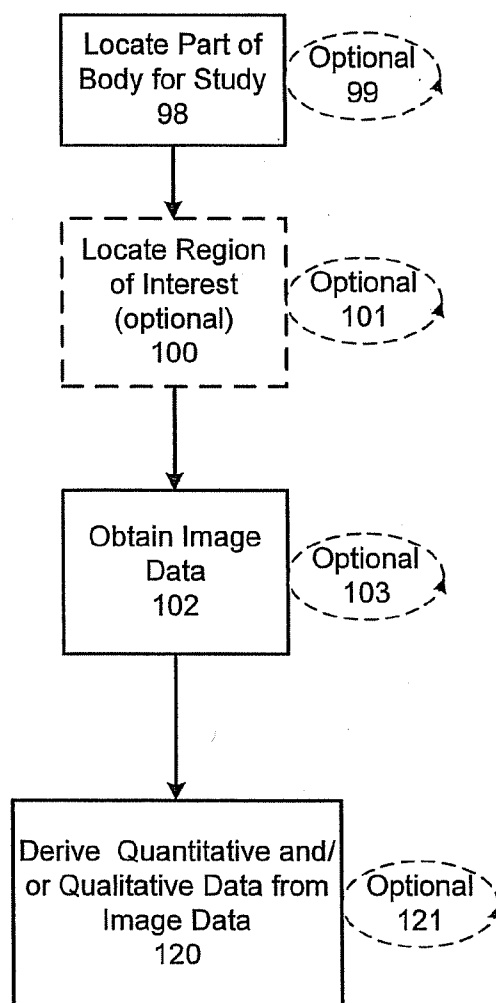 Locate Part of
Body for Study
98
Optional
99
Locate Region
of Interest
(optional)
100
Optional
101
Obtain Image
Data
102
Optional
103
Derive Quantitative and/
or Qualitative Data from
Image Data
120
Optional
121